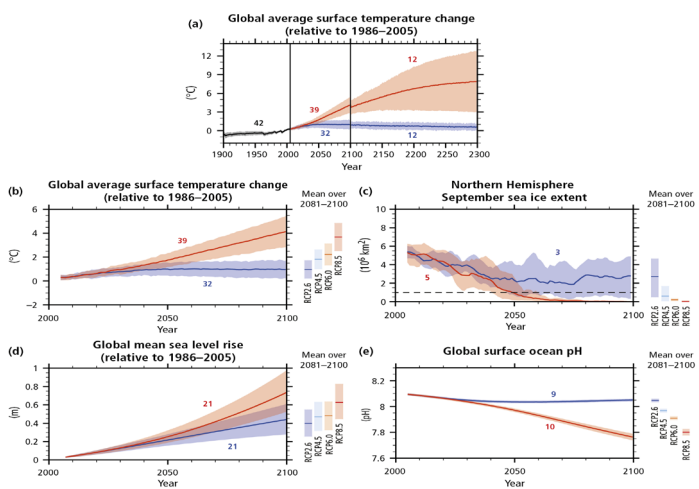 Global average surface temperature change
(relative to 1986–2005)
(a)
(°C)
12
9
6
3
0
42
39
32
12
12
1900 1950 2000 2050 2100 2150 2200 2250 2300
Year
(b)
Global average surface temperature change
(relative to 1986–2005)
Mean over
2081–2100
(°C)
6
4
2
0
−2
39
32
2000 2050 2100
Year
RCP2.6
RCP4.5
RCP6.0
RCP8.5
(c)
Northern Hemisphere
September sea ice extent
Mean over
2081–2100
(10⁶ km²)
10
8
6
4
2
0
3
5
2000 2050 2100
Year
RCP2.6
RCP4.5
RCP6.0
RCP8.5
(d)
Global mean sea level rise
(relative to 1986–2005)
Mean over
2081–2100
(m)
1
0.8
0.6
0.4
0.2
0
21
21
2000 2050 2100
Year
RCP2.6
RCP4.5
RCP6.0
RCP8.5
(e)
Global surface ocean pH
Mean over
2081–2100
(pH)
8.2
8.0
7.8
7.6
9
10
2000 2050 2100
Year
RCP2.6
RCP4.5
RCP6.0
RCP8.5